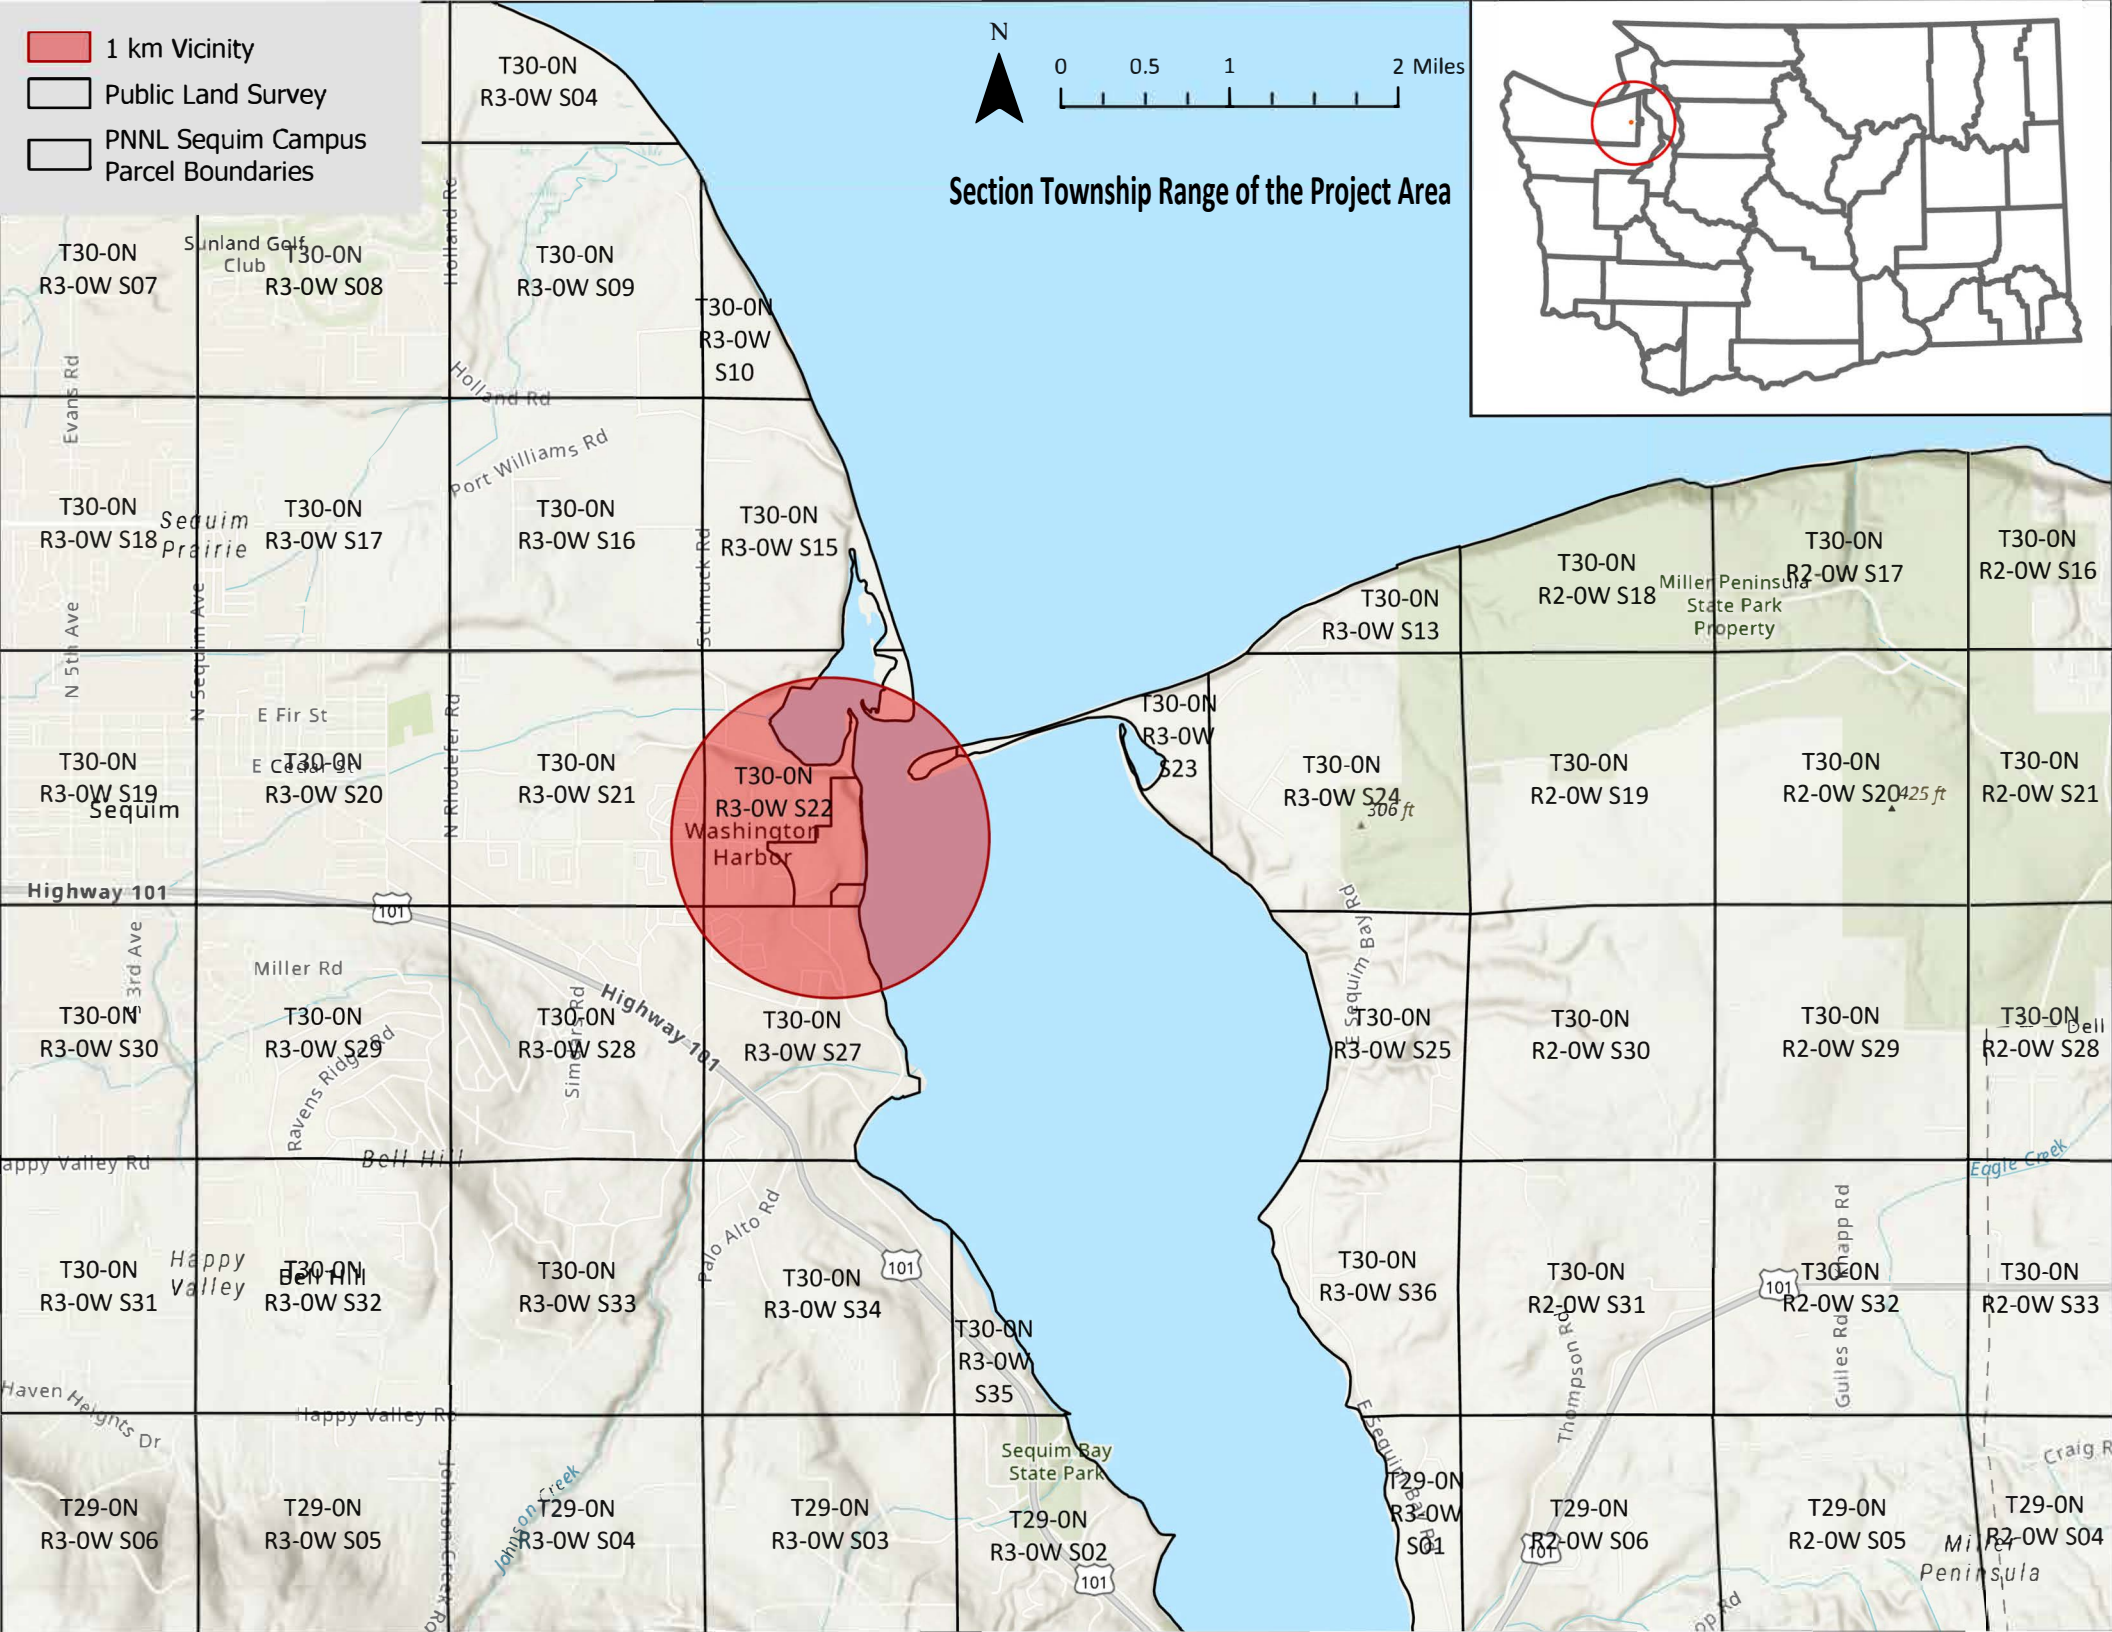 1 km Vicinity
Public Land Survey
PNNL Sequim Campus
Parcel Boundaries
N
0 0.5 1 2 Miles
Section Township Range of the Project Area
T30-0N
R3-0W S04
T30-0N
R3-0W S07
Sunland Golf
Club
T30-0N
R3-0W S08
Holland Rd
T30-0N
R3-0W S09
T30-0N
R3-0W
S10
Evans Rd
Holland Rd
Port Williams Rd
T30-0N
R3-0W S18
Sequim
Prairie
T30-0N
R3-0W S17
T30-0N
R3-0W S16
Schmuck Rd
T30-0N
R3-0W S15
T30-0N
R3-0W S13
T30-0N
R2-0W S18
Miller Peninsula
State Park
Property
T30-0N
R2-0W S17
T30-0N
R2-0W S16
N 5th Ave
N Sequim Ave
E Fir St
E Cedar St
N Rhodefer Rd
T30-0N
R3-0W S19
Sequim
T30-0N
R3-0W S20
T30-0N
R3-0W S21
T30-0N
R3-0W S22
Washington
Harbor
T30-0N
R3-0W
S23
T30-0N
R3-0W S24
306 ft
T30-0N
R2-0W S19
T30-0N
R2-0W S20
425 ft
T30-0N
R2-0W S21
Highway 101
101
S 3rd Ave
Miller Rd
T30-0N
R3-0W S30
T30-0N
R3-0W S29
Ravens Ridge Rd
T30-0N
R3-0W S28
Simdars Rd
Highway 101
T30-0N
R3-0W S27
E Sequim Bay Rd
T30-0N
R3-0W S25
T30-0N
R2-0W S30
T30-0N
R2-0W S29
T30-0N
R2-0W S28
Dell
appy Valley Rd
Bell Hill
Eagle Creek
T30-0N
R3-0W S31
Happy
Valley
Bell Hill
T30-0N
R3-0W S32
T30-0N
R3-0W S33
Palo Alto Rd
T30-0N
R3-0W S34
101
T30-0N
R3-0W
S35
T30-0N
R3-0W S36
T30-0N
R2-0W S31
Thompson Rd
101
T30-0N
R2-0W S32
Knapp Rd
Guiles Rd
T30-0N
R2-0W S33
Haven Heights Dr
Happy Valley Rd
Johnson Creek Rd
Johnson Creek
Sequim Bay
State Park
E Sequim Bay Rd
Craig R
T29-0N
R3-0W S06
T29-0N
R3-0W S05
T29-0N
R3-0W S04
T29-0N
R3-0W S03
T29-0N
R3-0W S02
101
T29-0N
R3-0W
S01
T29-0N
R2-0W S06
101
T29-0N
R2-0W S05
T29-0N
R2-0W S04
Miller
Peninsula
op Rd